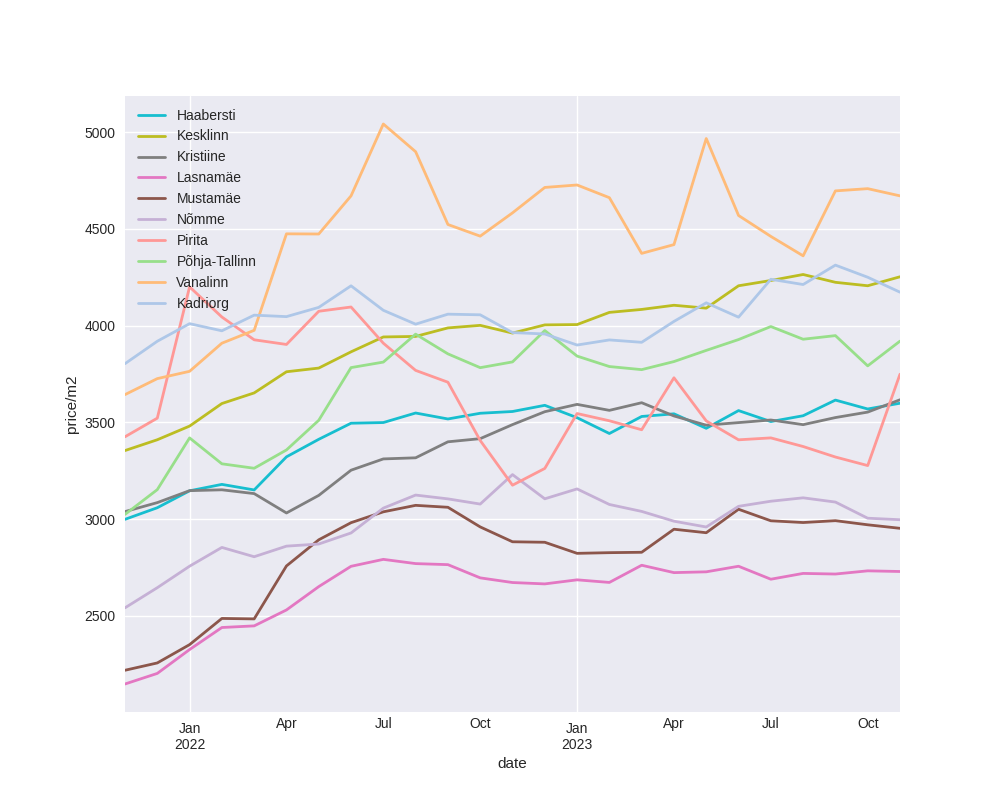 Haabersti
Kesklinn
Kristiine
Lasnamäe
Mustamäe
Nõmme
Pirita
Põhja-Tallinn
Vanalinn
Kadriorg
5000
4500
4000
3500
3000
2500
price/m2
Jan Apr Jul Oct Jan Apr Jul Oct
2022 2023
date